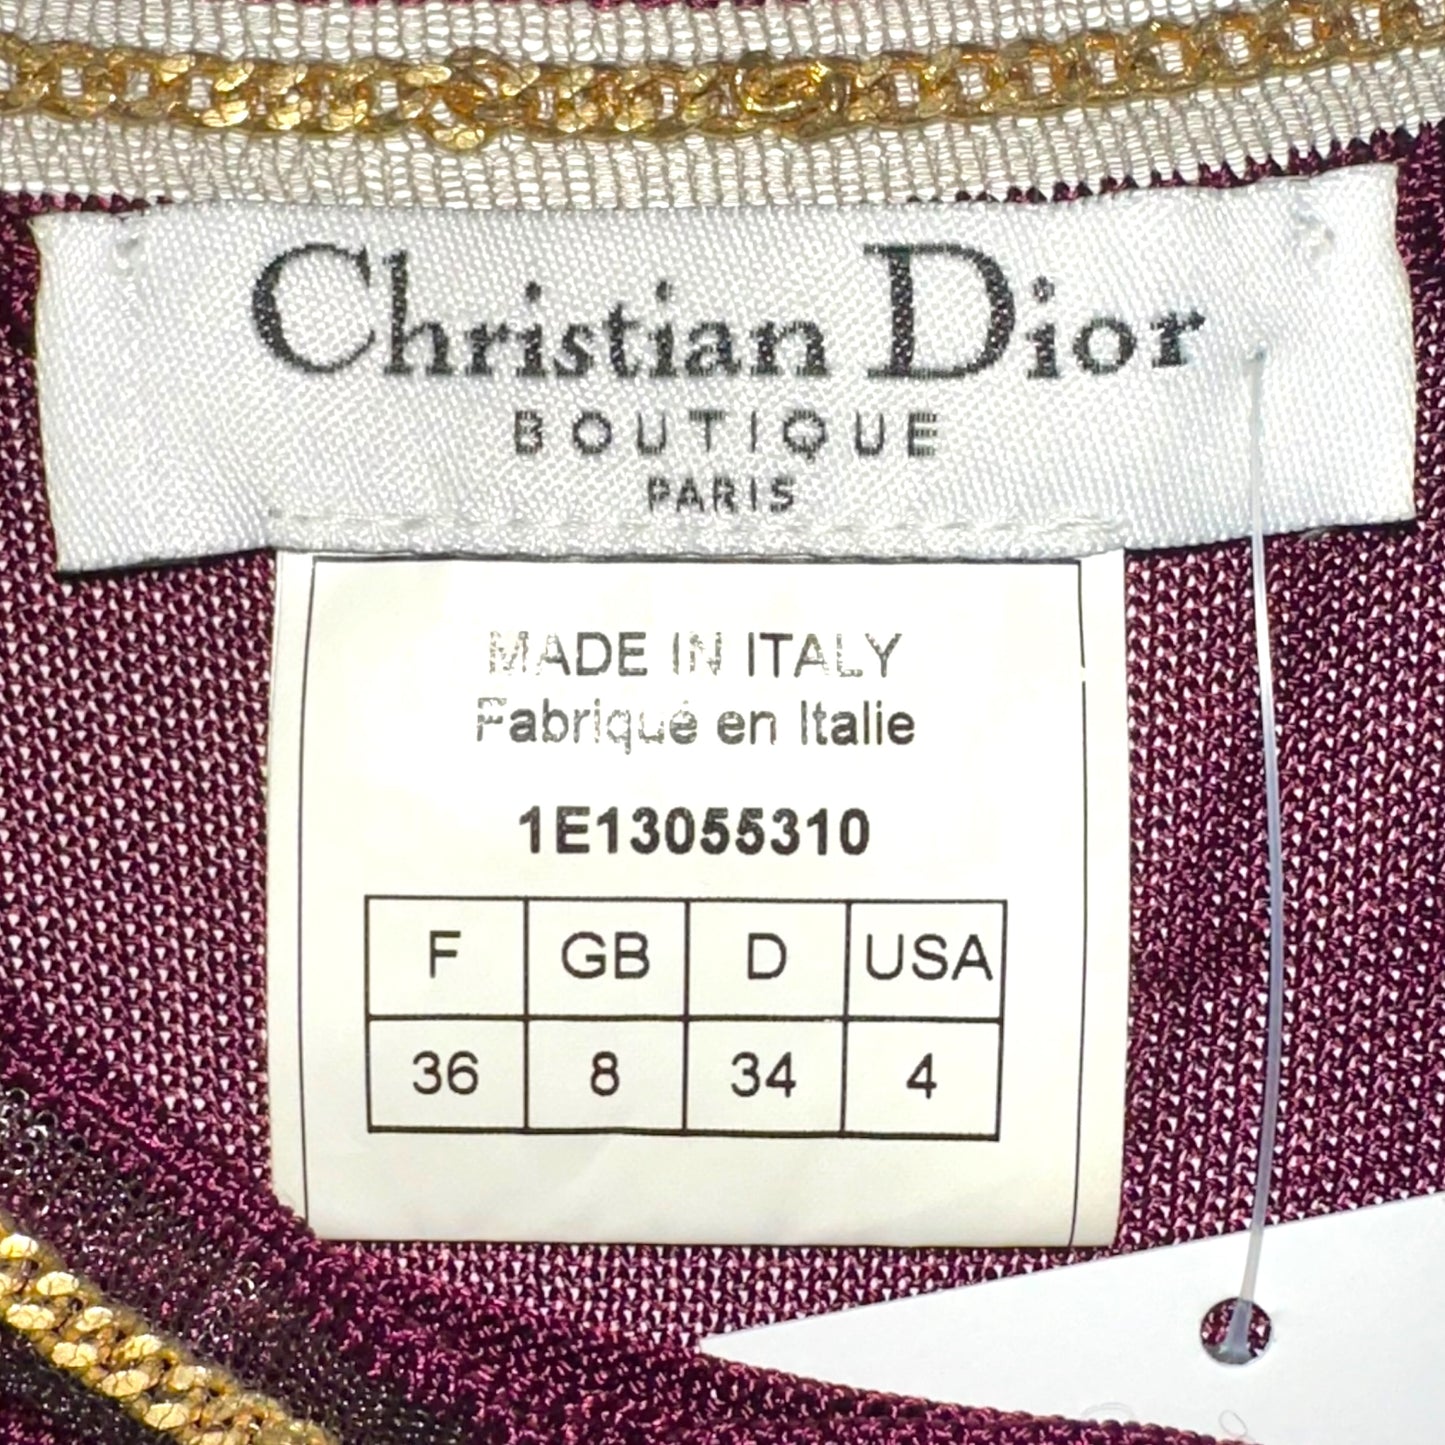 Christian Dior
BOUTIQUE
PARIS
MADE IN ITALY
Fabriqué en Italie
1E13055310
F GB D USA
36 8 34 4